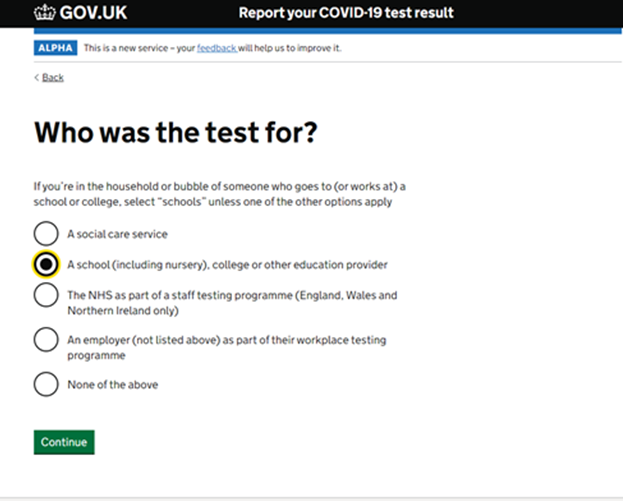 GOV.UK Report your COVID-19 test result
ALPHA This is a new service – your feedback will help us to improve it.
< Back
Who was the test for?
If you're in the household or bubble of someone who goes to (or works at) a
school or college, select "schools" unless one of the other options apply
A social care service
A school (including nursery), college or other education provider
The NHS as part of a staff testing programme (England, Wales and
Northern Ireland only)
An employer (not listed above) as part of their workplace testing
programme
None of the above
Continue